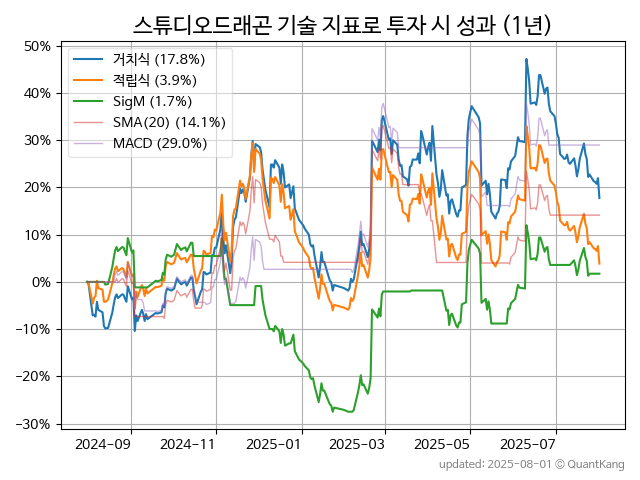 스튜디오드래곤 기술 지표로 투자 시 성과 (1년)
50%
40%
30%
20%
10%
0%
−10%
−20%
−30%
거치식 (17.8%)
적립식 (3.9%)
SigM (1.7%)
SMA(20) (14.1%)
MACD (29.0%)
2024-09 2024-11 2025-01 2025-03 2025-05 2025-07
updated: 2025-08-01 © QuantKang